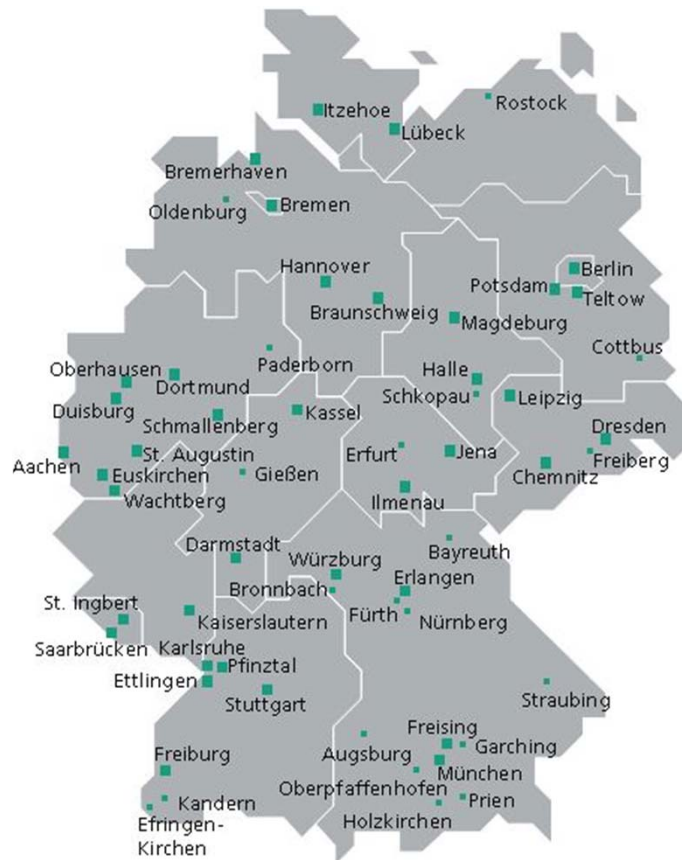 Rostock
Itzehoe
Lübeck
Bremerhaven
Oldenburg
Bremen
Hannover
Berlin
Potsdam
Teltow
Braunschweig
Magdeburg
Cottbus
Paderborn
Oberhausen
Dortmund
Halle
Schkopau
Leipzig
Duisburg
Schmallenberg
Kassel
Dresden
St. Augustin
Erfurt
Jena
Freiberg
Aachen
Euskirchen
Gießen
Chemnitz
Wachtberg
Ilmenau
Darmstadt
Würzburg
Bayreuth
Bronnbach
Erlangen
St. Ingbert
Kaiserslautern
Fürth
Nürnberg
Saarbrücken
Karlsruhe
Pfinztal
Ettlingen
Stuttgart
Straubing
Freising
Freiburg
Augsburg
Garching
München
Oberpfaffenhofen
Kandern
Prien
Efringen-
Kirchen
Holzkirchen